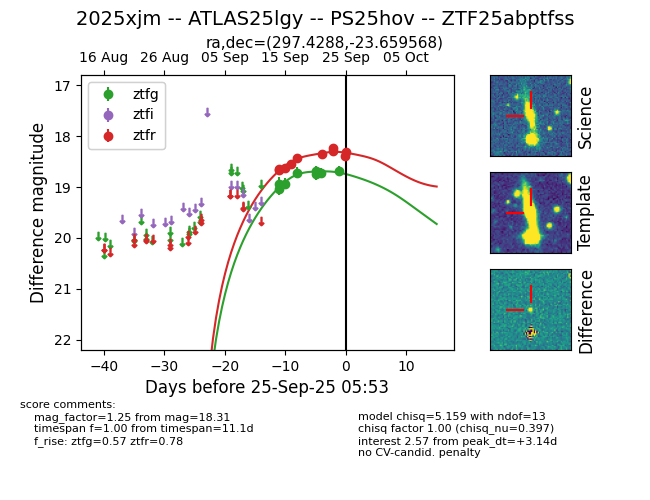 2025xjm -- ATLAS25lgy -- PS25hov -- ZTF25abptfss
ra,dec=(297.4288,-23.659568)
16 Aug 26 Aug 05 Sep 15 Sep 25 Sep 05 Oct
17
18
19
20
21
22
Difference magnitude
ztfg
ztfi
ztfr
−40 −30 −20 −10 0 10
Days before 25-Sep-25 05:53
Science
Template
Difference
score comments:
mag_factor=1.25 from mag=18.31
timespan f=1.00 from timespan=11.1d
f_rise: ztfg=0.57 ztfr=0.78
model chisq=5.159 with ndof=13
chisq factor 1.00 (chisq_nu=0.397)
interest 2.57 from peak_dt=+3.14d
no CV-candid. penalty